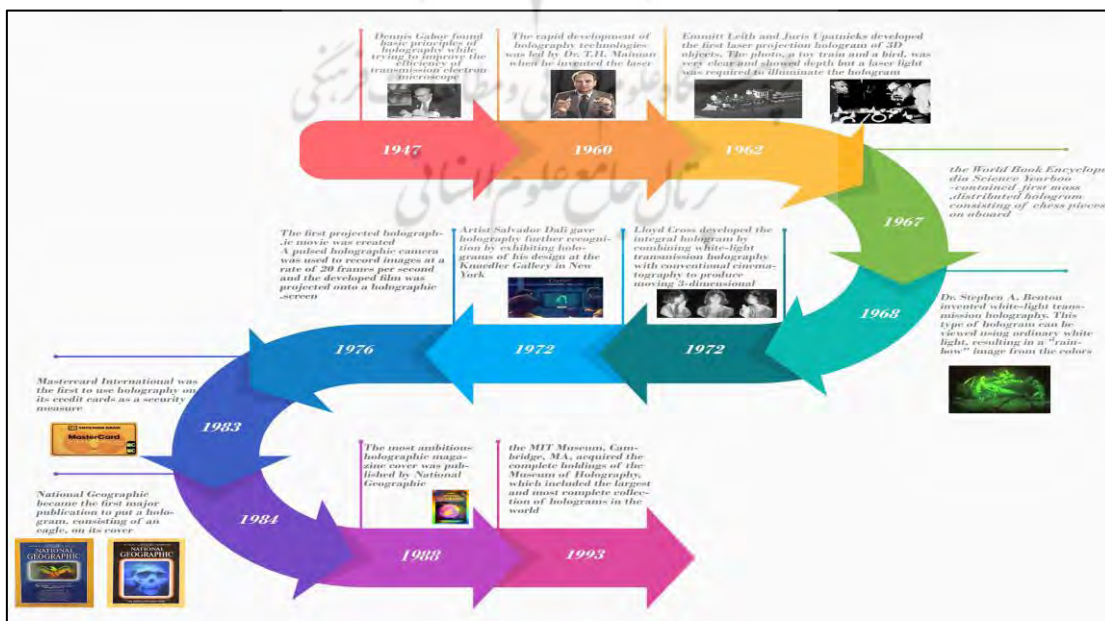 Dennis Gabor found
basic principles of
holography while
trying to improve the
efficiency of
transmission electron
microscope
The rapid development of
holography technologies
was led by Dr. T.H. Maiman
when he invented the laser
Emmitt Leith and Juris Upatnicks developed
the first laser projection hologram of 3D
objects. The photo, a toy train and a bird, was
very clear and showed depth but a laser light
was required to illuminate the hologram
1947
1960
1962
the World Book Encyclope
dia Science Yearboo
-contained ,first mass
,distributed hologram
consisting of chess pieces
on aboard
1967
The first projected holograph-
.ic movie was created
A pulsed holographic camera
was used to record images at a
rate of 20 frames per second
and the developed film was
projected onto a holographic
.screen
Artist Salvador Dali gave
holography further recogni-
tion by exhibiting holo-
grams of his design at the
Knoedler Gallery in New
York
Lloyd Cross developed the
integral hologram by
combining white-light
transmission holography
with conventional cinema-
tography to produce
moving 3-dimensional
Dr. Stephen A. Benton
invented white-light trans-
mission holography. This
type of hologram can be
viewed using ordinary white
light, resulting in a "rain-
bow" image from the colors
1968
1972
1972
1976
Mastercard International was
the first to use holography on
its credit cards as a security
measure
MasterCard
1983
National Geographic
became the first major
publication to put a holo-
gram, consisting of an
eagle, on its cover
NATIONAL
GEOGRAPHIC
NATIONAL
GEOGRAPHIC
1984
The most ambitious
holographic maga-
zine cover was pub-
lished by National
Geographic
the MIT Museum, Cam-
bridge, MA, acquired the
complete holdings of the
Museum of Holography,
which included the largest
and most complete collec-
tion of holograms in the
world
1988
1993
پرتال جامع علوم انسانی